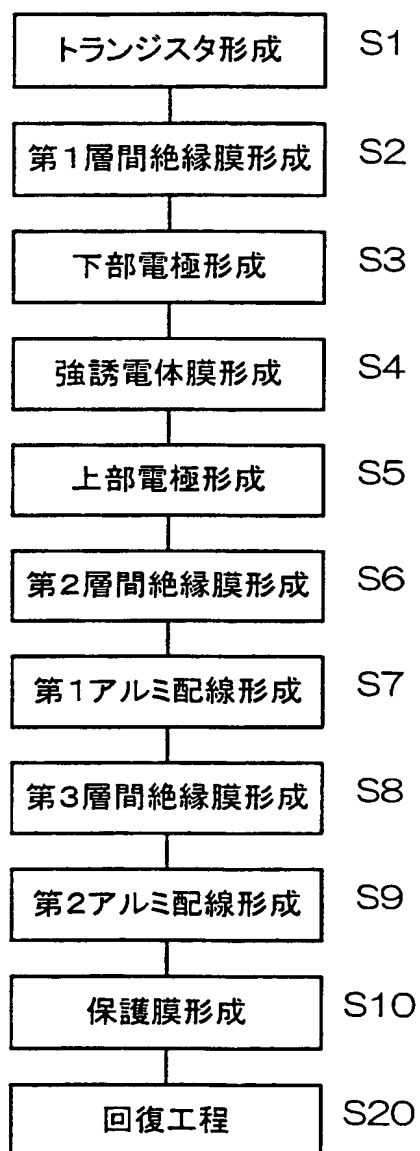 トランジスタ形成 S1
第1層間絶縁膜形成 S2
下部電極形成 S3
強誘電体膜形成 S4
上部電極形成 S5
第2層間絶縁膜形成 S6
第1アルミ配線形成 S7
第3層間絶縁膜形成 S8
第2アルミ配線形成 S9
保護膜形成 S10
回復工程 S20